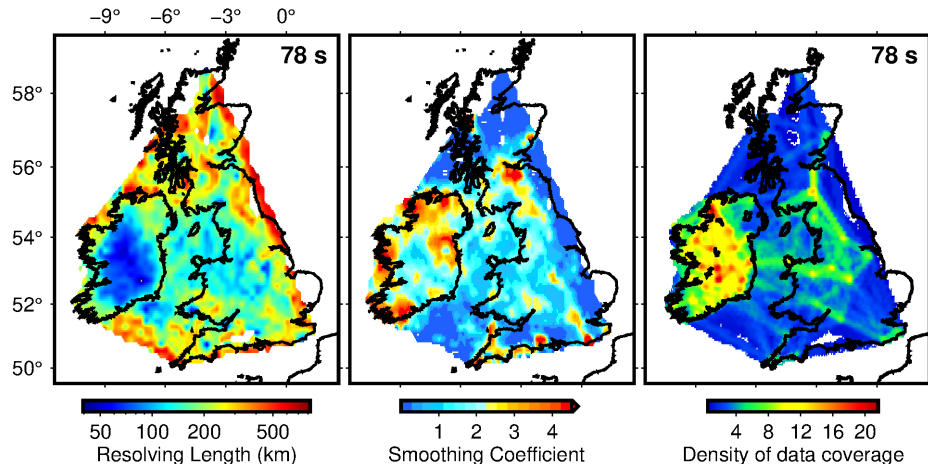 −9° −6° −3° 0°
78 s 78 s
58°
56°
54°
52°
50°
50 100 200 500 1 2 3 4 4 8 12 16 20
Resolving Length (km) Smoothing Coefficient Density of data coverage